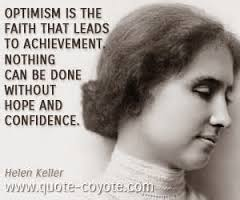 OPTIMISM IS THE
FAITH THAT LEADS
TO ACHIEVEMENT.
NOTHING
CAN BE DONE
WITHOUT
HOPE AND
CONFIDENCE.
Helen Keller
www.quote-coyote.com